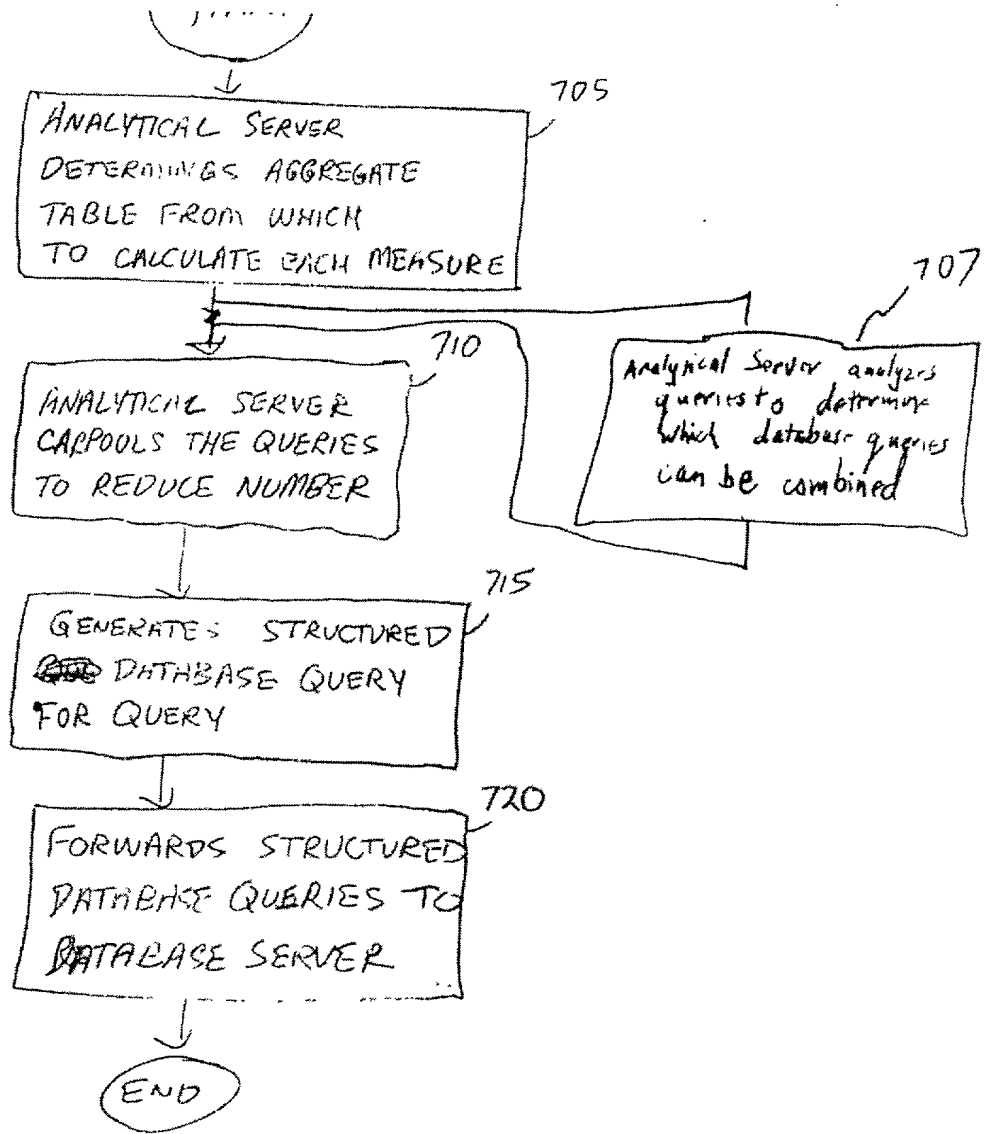 705
ANALYTICAL SERVER
DETERMINES AGGREGATE
TABLE FROM WHICH
TO CALCULATE EACH MEASURE
707
Analytical Server analyzes
queries to determine
which database queries
can be combined
710
ANALYTICAL SERVER
CARPOOLS THE QUERIES
TO REDUCE NUMBER
715
GENERATES STRUCTURED
DATABASE QUERY
FOR QUERY
720
FORWARDS STRUCTURED
DATABASE QUERIES TO
DATABASE SERVER
END